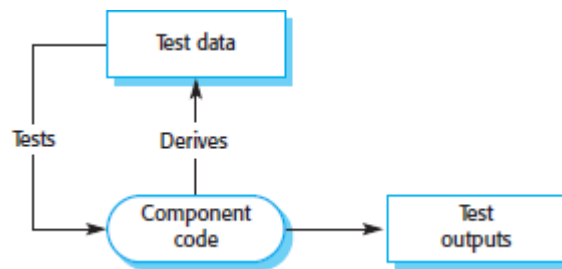 Test data
Tests
Derives
Component
code
Test
outputs